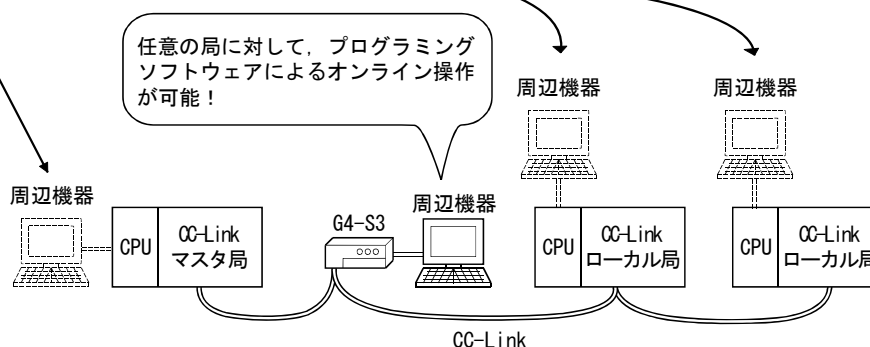 任意の局に対して，プログラミング
ソフトウェアによるオンライン操作
が可能！
周辺機器
周辺機器
周辺機器
G4-S3
周辺機器
CPU
CC-Link
マスタ局
CPU
CC-Link
ローカル局
CPU
CC-Link
ローカル局
CC-Link